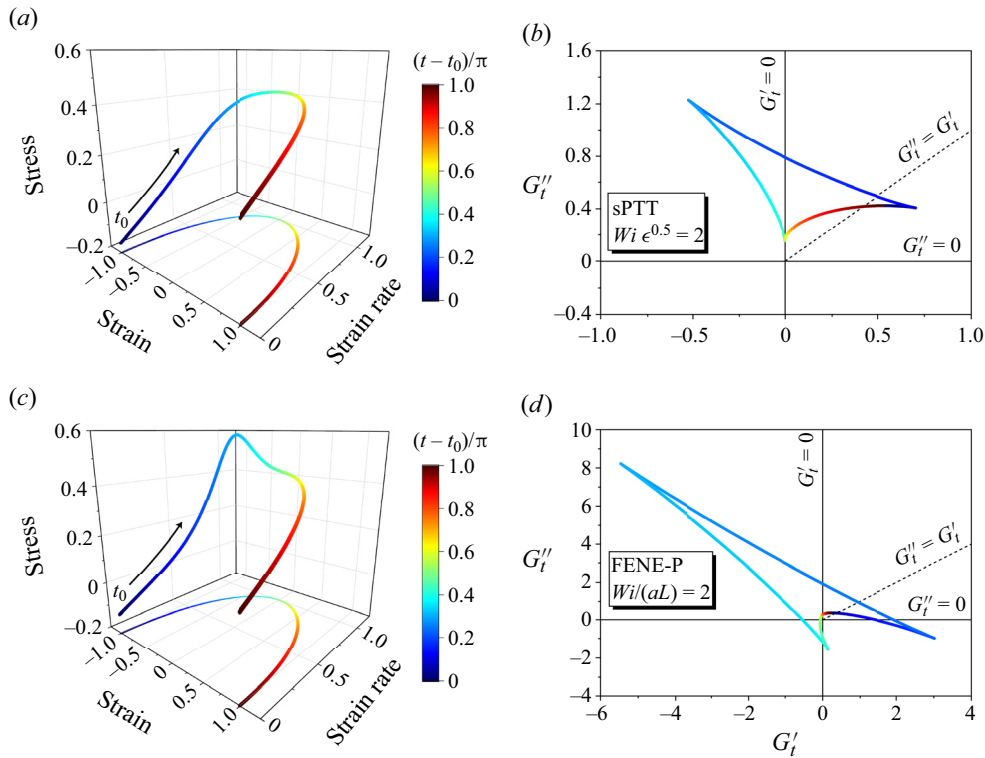 (a)
0.6
0.4
0.2
0
−0.2
Stress
t0
−1.0
−0.5
0
0.5
1.0
Strain
0
0.5
1.0
Strain rate
(t − t0)/π
1.0
0.8
0.6
0.4
0.2
0
(b)
1.6
1.2
0.8
0.4
0
−0.4
G″t
G′t = 0
G″t = G′t
G″t = 0
sPTT
Wi ϵ^0.5 = 2
−1.0
−0.5
0
0.5
1.0
(c)
0.6
0.4
0.2
0
−0.2
Stress
t0
−1.0
−0.5
0
0.5
1.0
Strain
0
0.5
1.0
Strain rate
(t − t0)/π
1.0
0.8
0.6
0.4
0.2
0
(d)
10
8
6
4
2
0
−2
−4
G″t
G′t = 0
G″t = G′t
G″t = 0
FENE-P
Wi/(aL) = 2
−6
−4
−2
0
2
4
G′t